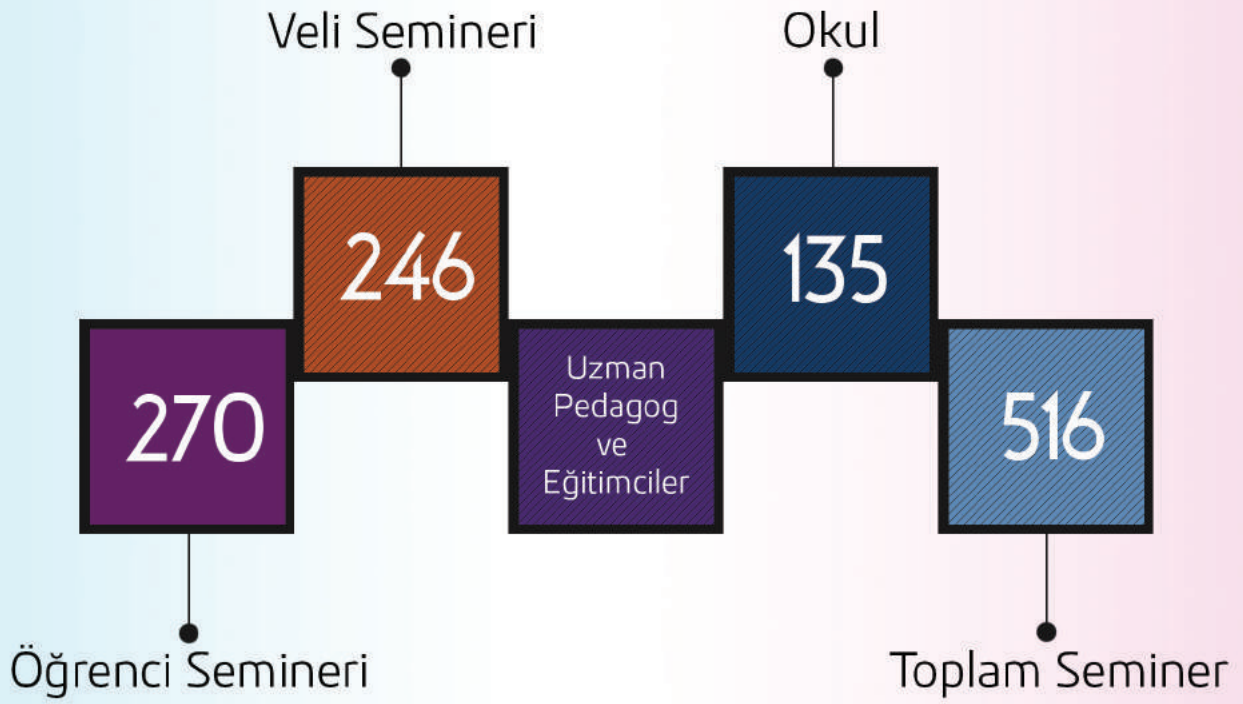 Veli Semineri
Okul
246
135
270
Uzman
Pedagog
ve
Eğitimciler
516
Öğrenci Semineri
Toplam Seminer